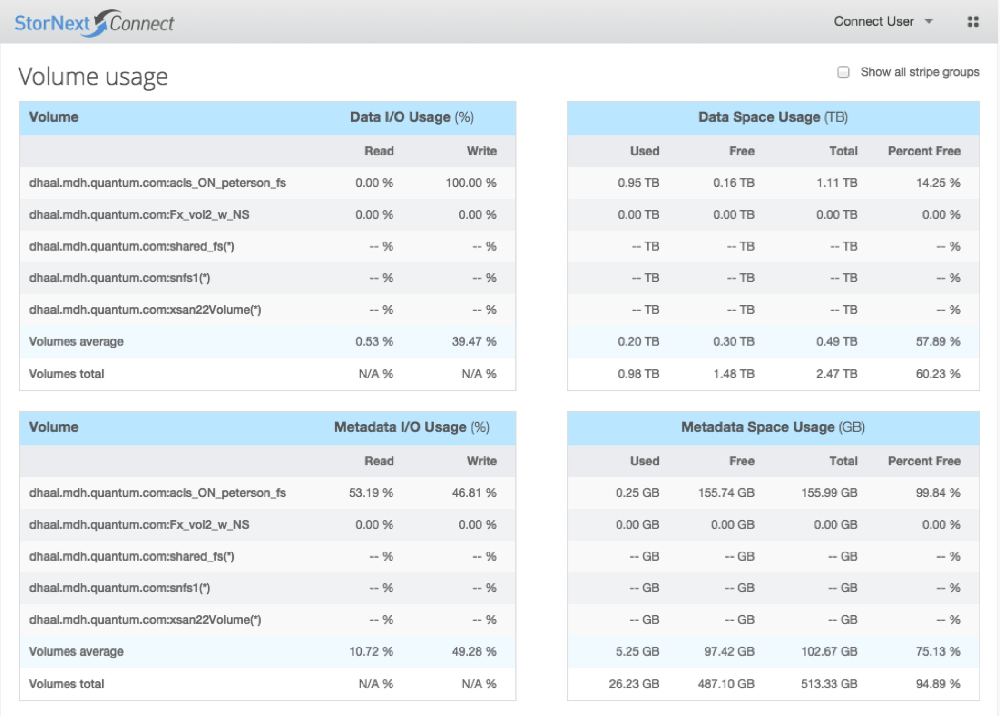 StorNext Connect
Connect User
Volume usage
Show all stripe groups
Volume Data I/O Usage (%)
Read Write
dhaal.mdh.quantum.com:acls_ON_peterson_fs 0.00 % 100.00 %
dhaal.mdh.quantum.com:Fx_vol2_w_NS 0.00 % 0.00 %
dhaal.mdh.quantum.com:shared_fs(*) -- % -- %
dhaal.mdh.quantum.com:snfs1(*) -- % -- %
dhaal.mdh.quantum.com:xsan22Volume(*) -- % -- %
Volumes average 0.53 % 39.47 %
Volumes total N/A % N/A %
Data Space Usage (TB)
Used Free Total Percent Free
0.95 TB 0.16 TB 1.11 TB 14.25 %
0.00 TB 0.00 TB 0.00 TB 0.00 %
-- TB -- TB -- TB -- %
-- TB -- TB -- TB -- %
-- TB -- TB -- TB -- %
0.20 TB 0.30 TB 0.49 TB 57.89 %
0.98 TB 1.48 TB 2.47 TB 60.23 %
Volume Metadata I/O Usage (%)
Read Write
dhaal.mdh.quantum.com:acls_ON_peterson_fs 53.19 % 46.81 %
dhaal.mdh.quantum.com:Fx_vol2_w_NS 0.00 % 0.00 %
dhaal.mdh.quantum.com:shared_fs(*) -- % -- %
dhaal.mdh.quantum.com:snfs1(*) -- % -- %
dhaal.mdh.quantum.com:xsan22Volume(*) -- % -- %
Volumes average 10.72 % 49.28 %
Volumes total N/A % N/A %
Metadata Space Usage (GB)
Used Free Total Percent Free
0.25 GB 155.74 GB 155.99 GB 99.84 %
0.00 GB 0.00 GB 0.00 GB 0.00 %
-- GB -- GB -- GB -- %
-- GB -- GB -- GB -- %
-- GB -- GB -- GB -- %
5.25 GB 97.42 GB 102.67 GB 75.13 %
26.23 GB 487.10 GB 513.33 GB 94.89 %